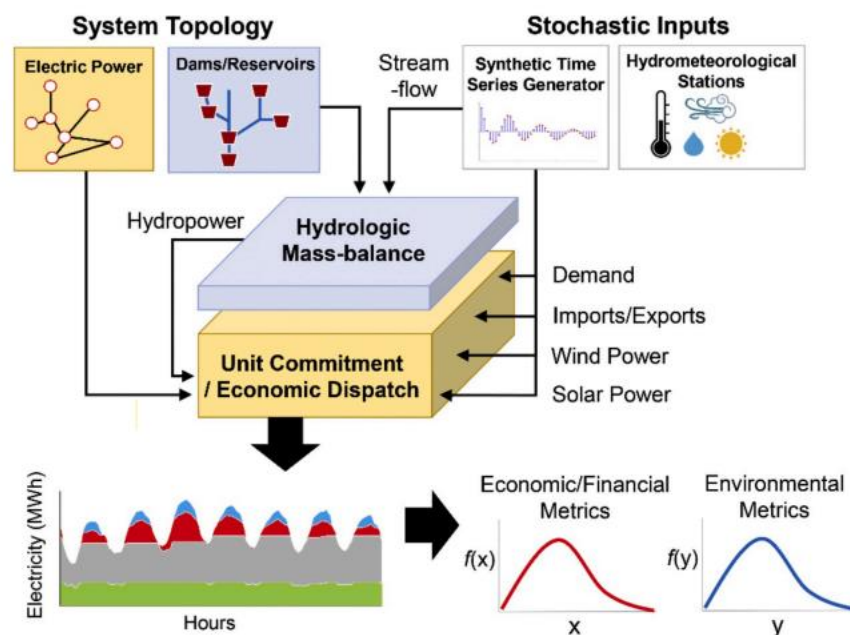 System Topology
Stochastic Inputs
Electric Power
Dams/Reservoirs
Stream
-flow
Synthetic Time
Series Generator
Hydrometeorological
Stations
Hydropower
Hydrologic
Mass-balance
Demand
Imports/Exports
Wind Power
Solar Power
Unit Commitment
/ Economic Dispatch
Electricity (MWh)
Hours
Economic/Financial
Metrics
f(x)
x
Environmental
Metrics
f(y)
y